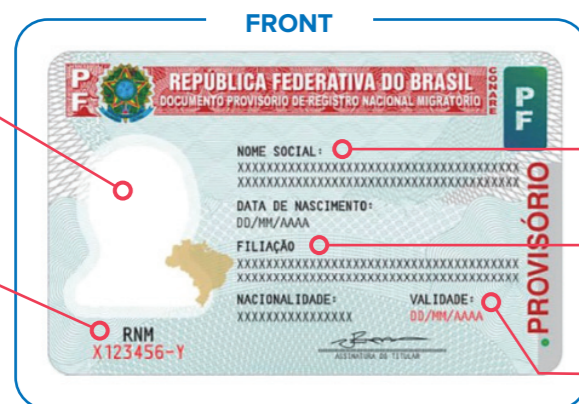 FRONT
PF
REPÚBLICA FEDERATIVA DO BRASIL
DOCUMENTO PROVISÓRIO DE REGISTRO NACIONAL MIGRATÓRIO
CONARE
PF
NOME SOCIAL:
XXXXXXXXXXXXXXXXXXXXXXXXXXXXXXXXXXXXXXX
XXXXXXXXXXXXXXXXXXXXXXXXXXXXXXXXXXXXXXX
DATA DE NASCIMENTO:
DD/MM/AAAA
FILIAÇÃO
XXXXXXXXXXXXXXXXXXXXXXXXXXXXXXXXXXXXXXX
XXXXXXXXXXXXXXXXXXXXXXXXXXXXXXXXXXXXXXX
NACIONALIDADE: VALIDADE:
XXXXXXXXXXXXXXXX DD/MM/AAAA
RNM
X123456-Y
ASSINATURA DO TITULAR
• PROVISÓRIO